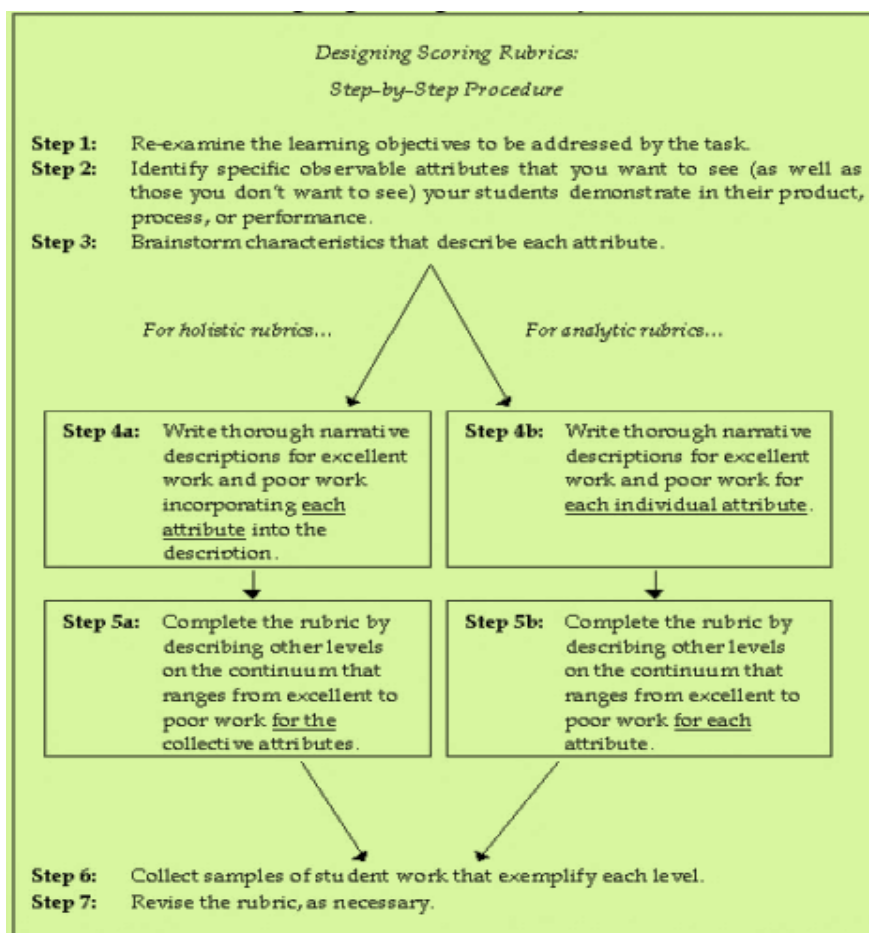 Designing Scoring Rubrics:
Step-by-Step Procedure
Step 1: Re-examine the learning objectives to be addressed by the task.
Step 2: Identify specific observable attributes that you want to see (as well as
those you don't want to see) your students demonstrate in their product,
process, or performance.
Step 3: Brainstorm characteristics that describe each attribute.
For holistic rubrics...
For analytic rubrics...
Step 4a: Write thorough narrative
descriptions for excellent
work and poor work
incorporating each
attribute into the
description.
Step 4b: Write thorough narrative
descriptions for excellent
work and poor work for
each individual attribute.
Step 5a: Complete the rubric by
describing other levels
on the continuum that
ranges from excellent to
poor work for the
collective attributes.
Step 5b: Complete the rubric by
describing other levels
on the continuum that
ranges from excellent to
poor work for each
attribute.
Step 6: Collect samples of student work that exemplify each level.
Step 7: Revise the rubric, as necessary.